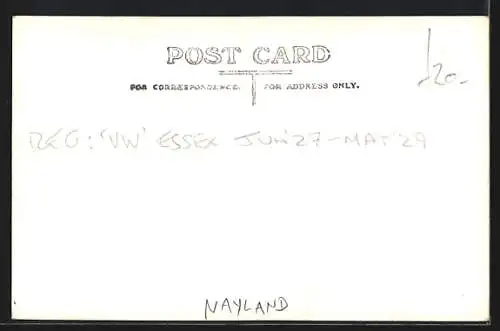 POST CARD
FOR CORRESPONDENCE. FOR ADDRESS ONLY.
20-
REG: 'VW' ESSEX JUN '27 - MAY '29
NAYLAND